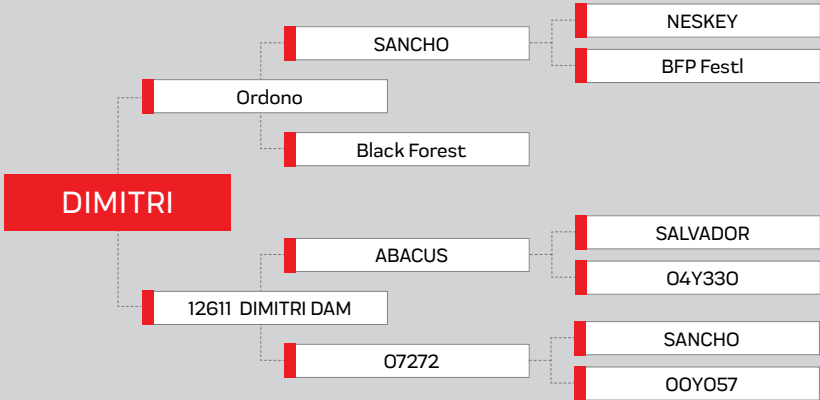 NESKEY
SANCHO
BFP Festl
Ordono
Black Forest
DIMITRI
SALVADOR
ABACUS
04Y330
12611 DIMITRI DAM
SANCHO
07272
00Y057